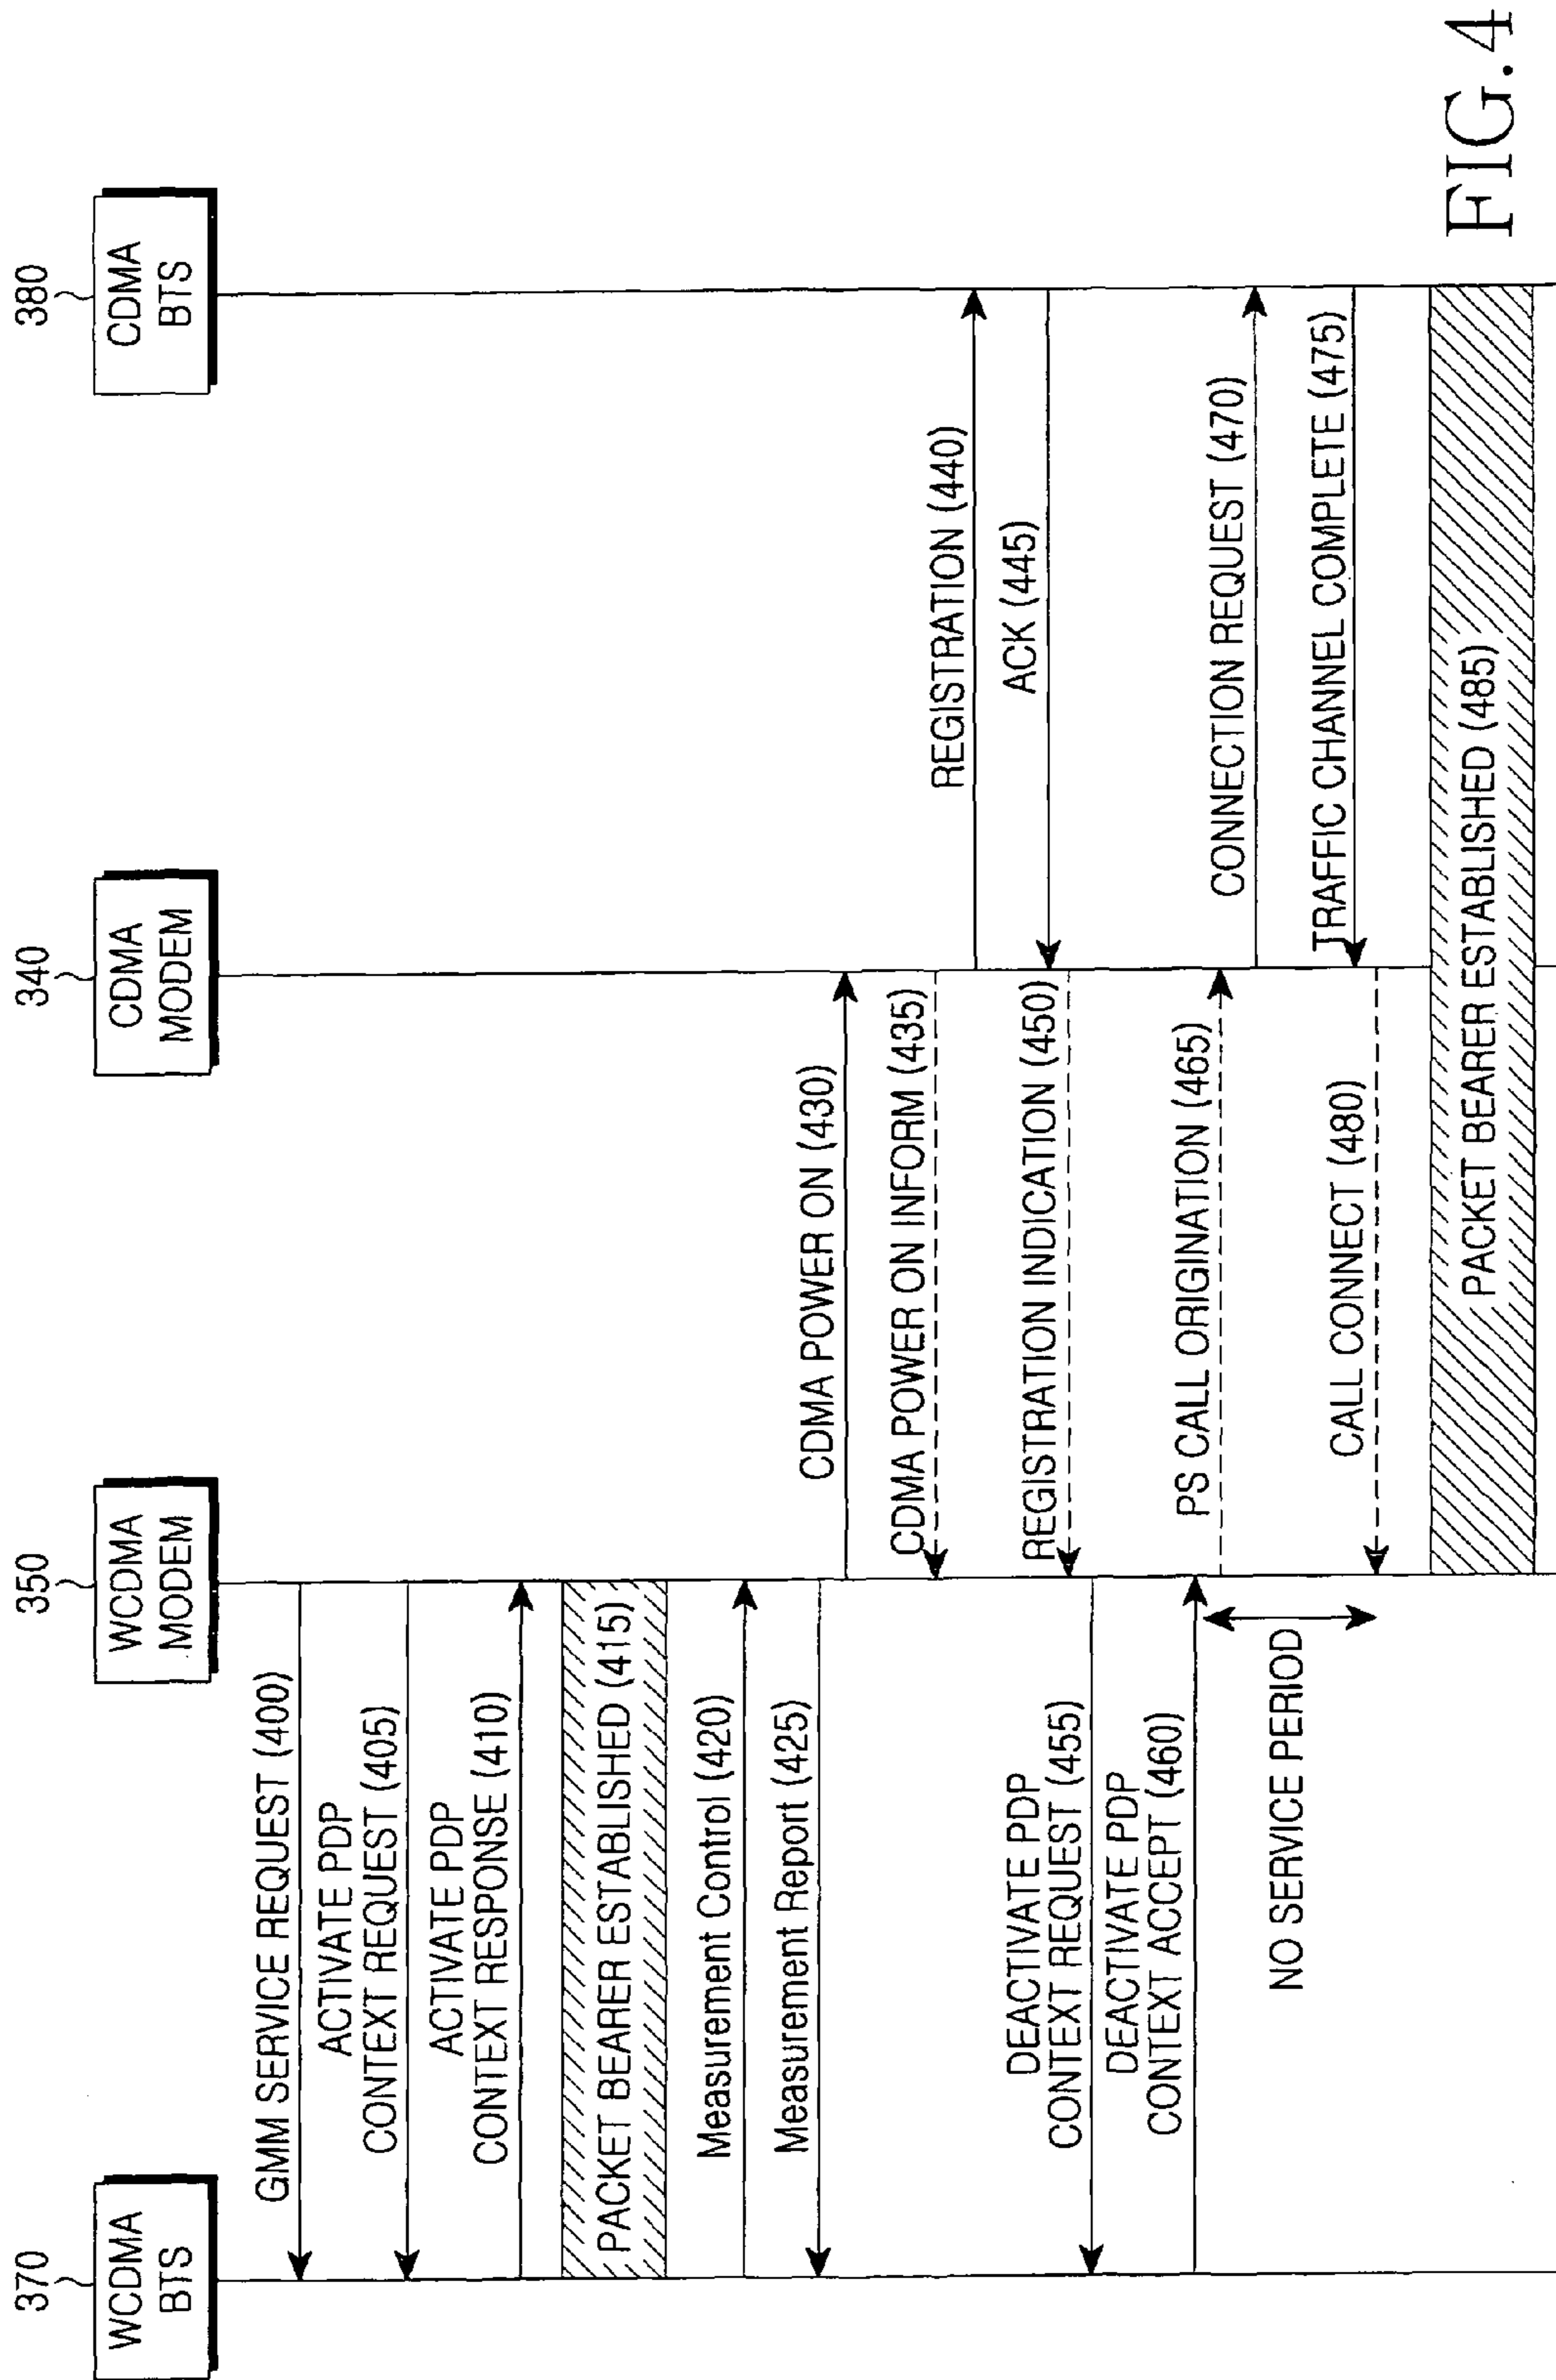 370
WCDMA
BTS
350
WCDMA
MODEM
340
CDMA
MODEM
380
CDMA
BTS
GMM SERVICE REQUEST (400)
ACTIVATE PDP
CONTEXT REQUEST (405)
ACTIVATE PDP
CONTEXT RESPONSE (410)
PACKET BEARER ESTABLISHED (415)
Measurement Control (420)
Measurement Report (425)
CDMA POWER ON (430)
CDMA POWER ON INFORM (435)
REGISTRATION (440)
ACK (445)
REGISTRATION INDICATION (450)
DEACTIVATE PDP
CONTEXT REQUEST (455)
DEACTIVATE PDP
CONTEXT ACCEPT (460)
PS CALL ORIGINATION (465)
CONNECTION REQUEST (470)
NO SERVICE PERIOD
TRAFFIC CHANNEL COMPLETE (475)
CALL CONNECT (480)
PACKET BEARER ESTABLISHED (485)
FIG.4